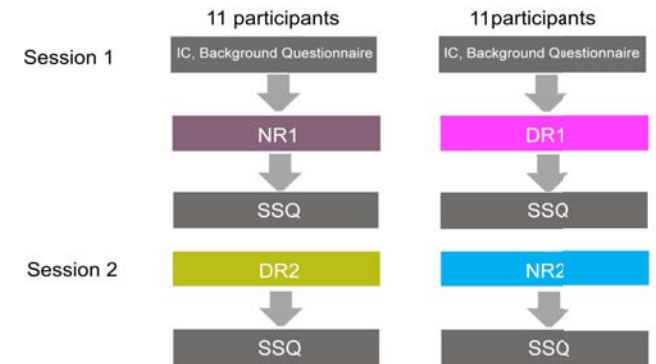 11 participants
11participants
Session 1
IC, Background Questionnaire
IC, Background Questionnaire
NR1
DR1
SSQ
SSQ
Session 2
DR2
NR2
SSQ
SSQ